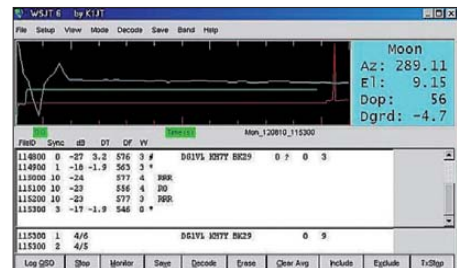 WSJT 6 by K1JT
File Setup View Mode Decode Save Band Help
Moon
Az: 289.11
El: 9.15
Dop: 56
Dgrd: -4.7
Time (s) Mon_120810_115300
FileID Sync dB DT DF W
114800 0 -27 3.2 576 3 # DG1VL KH7Y BK29 0 ? 0 3
114900 1 -18 -1.9 563 3 *
115000 10 -24 577 4 RRR
115100 10 -23 556 4 RO
115200 10 -23 577 3 RRR
115300 3 -17 -1.9 546 0 *
115300 1 4/6 DG1VL KH7Y BK29 0 9
115300 2 4/5
Log QSO Stop Monitor Save Decode Erase Clear Avg Include Exclude TxStop